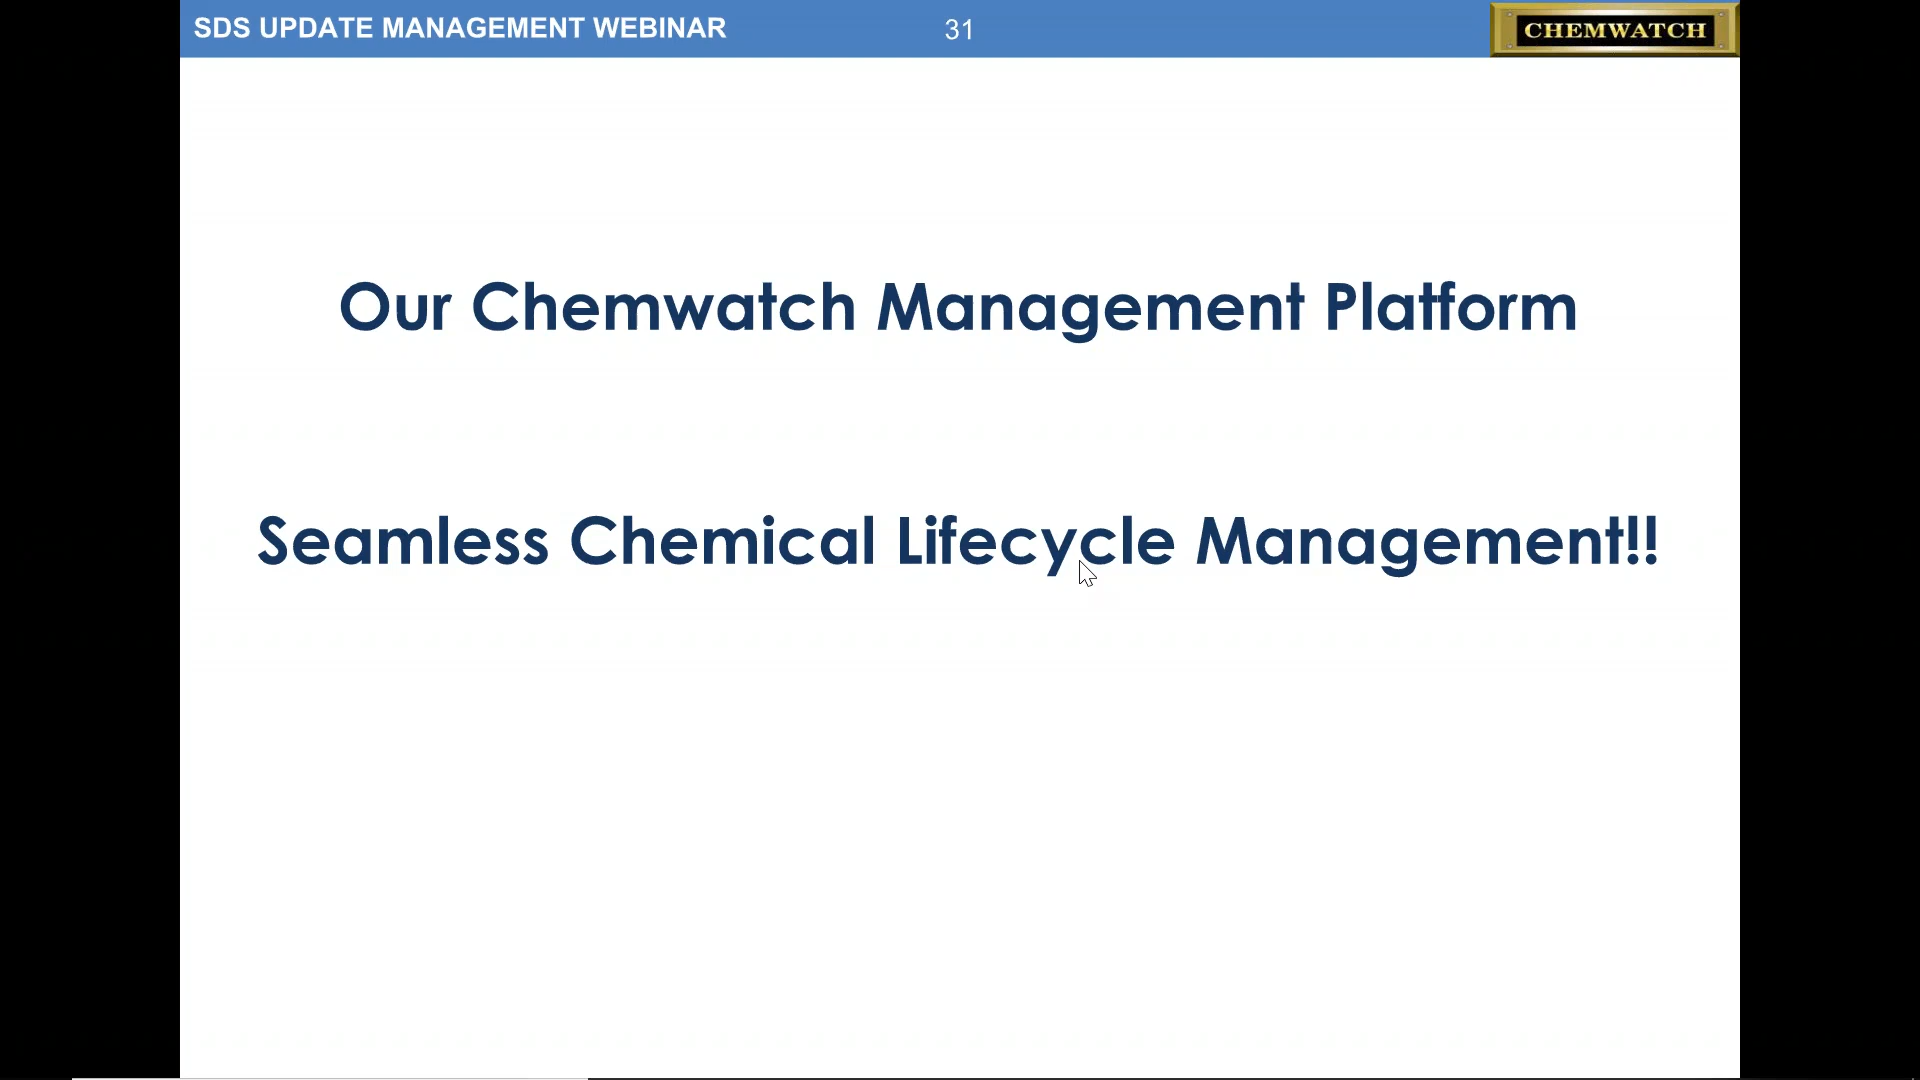 SDS UPDATE MANAGEMENT WEBINAR
31
CHEMWATCH
Our Chemwatch Management Platform
Seamless Chemical Lifecycle Management!!